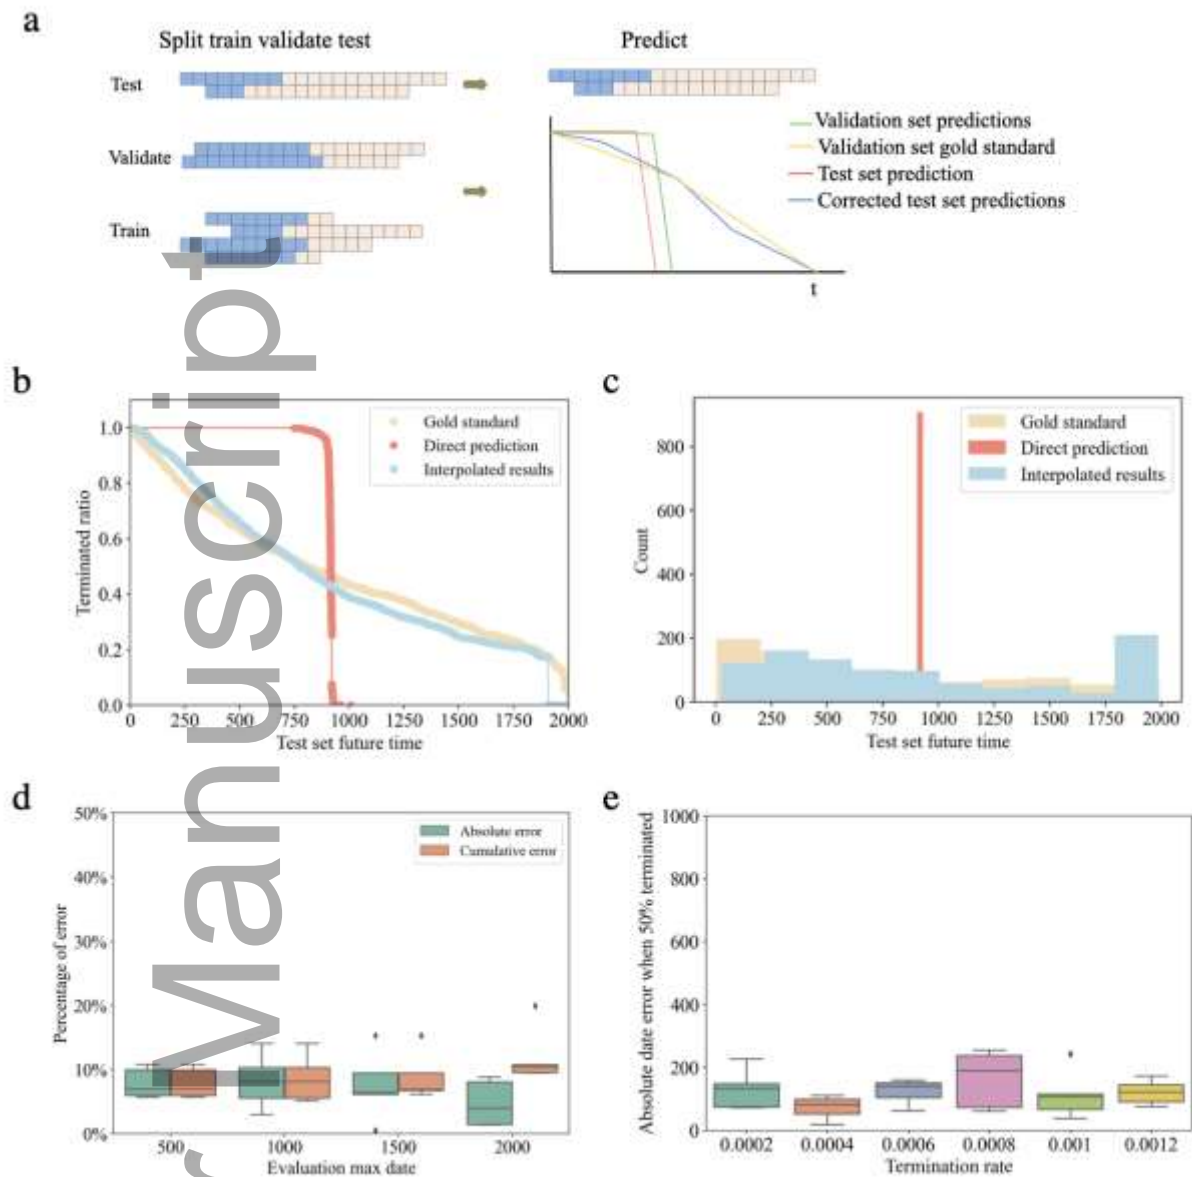 a
Split train validate test
Predict
Test
Validate
Train
Validation set predictions
Validation set gold standard
Test set prediction
Corrected test set predictions
t
b
Terminated ratio
1.0
0.8
0.6
0.4
0.2
0.0
Gold standard
Direct prediction
Interpolated results
0 250 500 750 1000 1250 1500 1750 2000
Test set future time
c
Count
800
600
400
200
0
Gold standard
Direct prediction
Interpolated results
0 250 500 750 1000 1250 1500 1750 2000
Test set future time
d
Percentage of error
50%
40%
30%
20%
10%
0%
Absolute error
Cumulative error
500 1000 1500 2000
Evaluation max date
e
Absolute date error when 50% terminated
1000
800
600
400
200
0
0.0002 0.0004 0.0006 0.0008 0.001 0.0012
Termination rate
Manuscript